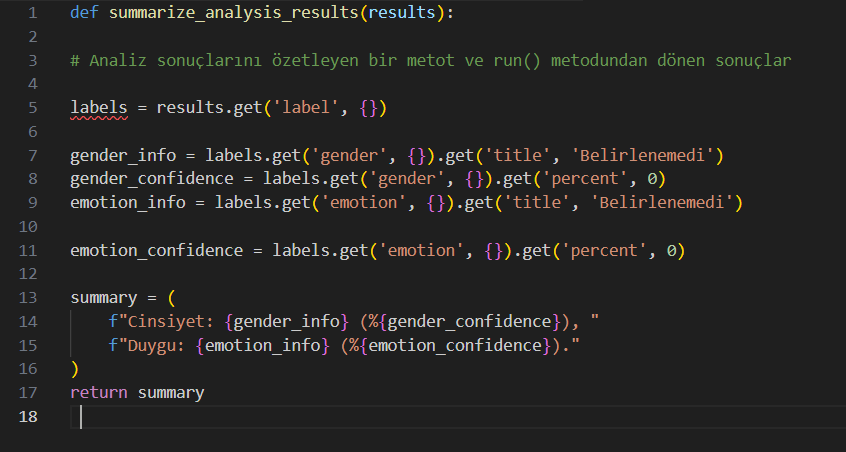 1 def summarize_analysis_results(results):
2
3 # Analiz sonuçlarını özetleyen bir metot ve run() metodundan dönen sonuçlar
4
5 labels = results.get('label', {})
6
7 gender_info = labels.get('gender', {}).get('title', 'Belirlenemedi')
8 gender_confidence = labels.get('gender', {}).get('percent', 0)
9 emotion_info = labels.get('emotion', {}).get('title', 'Belirlenemedi')
10
11 emotion_confidence = labels.get('emotion', {}).get('percent', 0)
12
13 summary = (
14     f"Cinsiyet: {gender_info} (%{gender_confidence}), "
15     f"Duygu: {emotion_info} (%{emotion_confidence})."
16 )
17 return summary
18